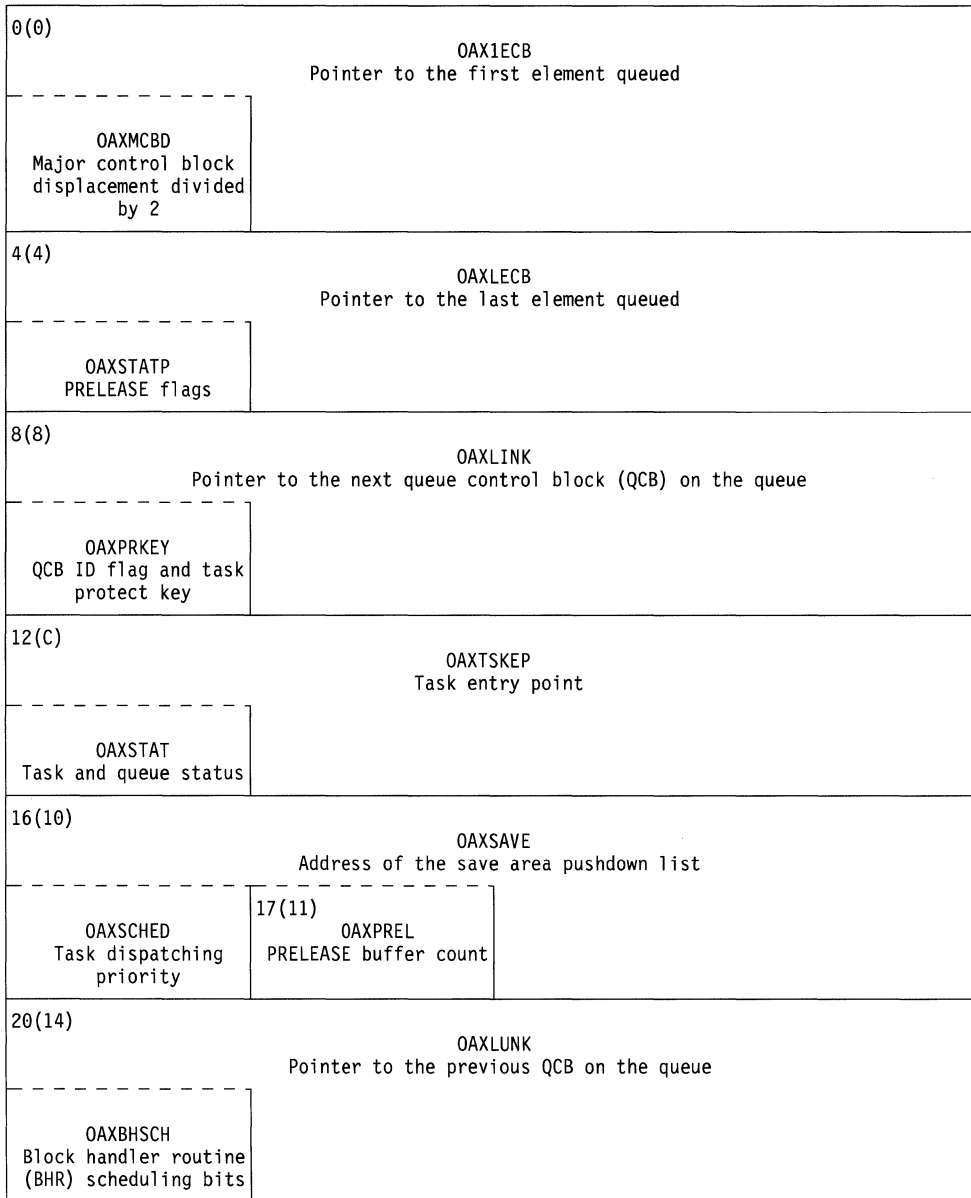 0(0)
OAX1ECB
Pointer to the first element queued
OAXMCBD
Major control block
displacement divided
by 2
4(4)
OAXLECB
Pointer to the last element queued
OAXSTATP
PRELEASE flags
8(8)
OAXLINK
Pointer to the next queue control block (QCB) on the queue
OAXPRKEY
QCB ID flag and task
protect key
12(C)
OAXTSKEP
Task entry point
OAXSTAT
Task and queue status
16(10)
OAXSAVE
Address of the save area pushdown list
OAXSCHED
Task dispatching
priority
17(11)
OAXPREL
PRELEASE buffer count
20(14)
OAXLUNK
Pointer to the previous QCB on the queue
OAXBHSCH
Block handler routine
(BHR) scheduling bits